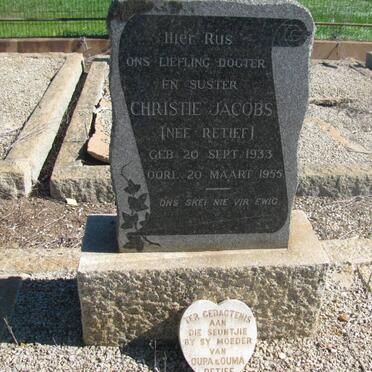 Hier Rus
ONS LIEFLING DOGTER
EN SUSTER
CHRISTIE JACOBS
[NEE RETIEF]
GEB. 20 SEPT. 1933
OORL. 20 MAART 1955
ONS SKEI NIE VIR EWIG
TER GEDAGTENIS
AAN
DIE SEUNTJIE
BY SY MOEDER
VAN
OUPA & OUMA
RETIEF